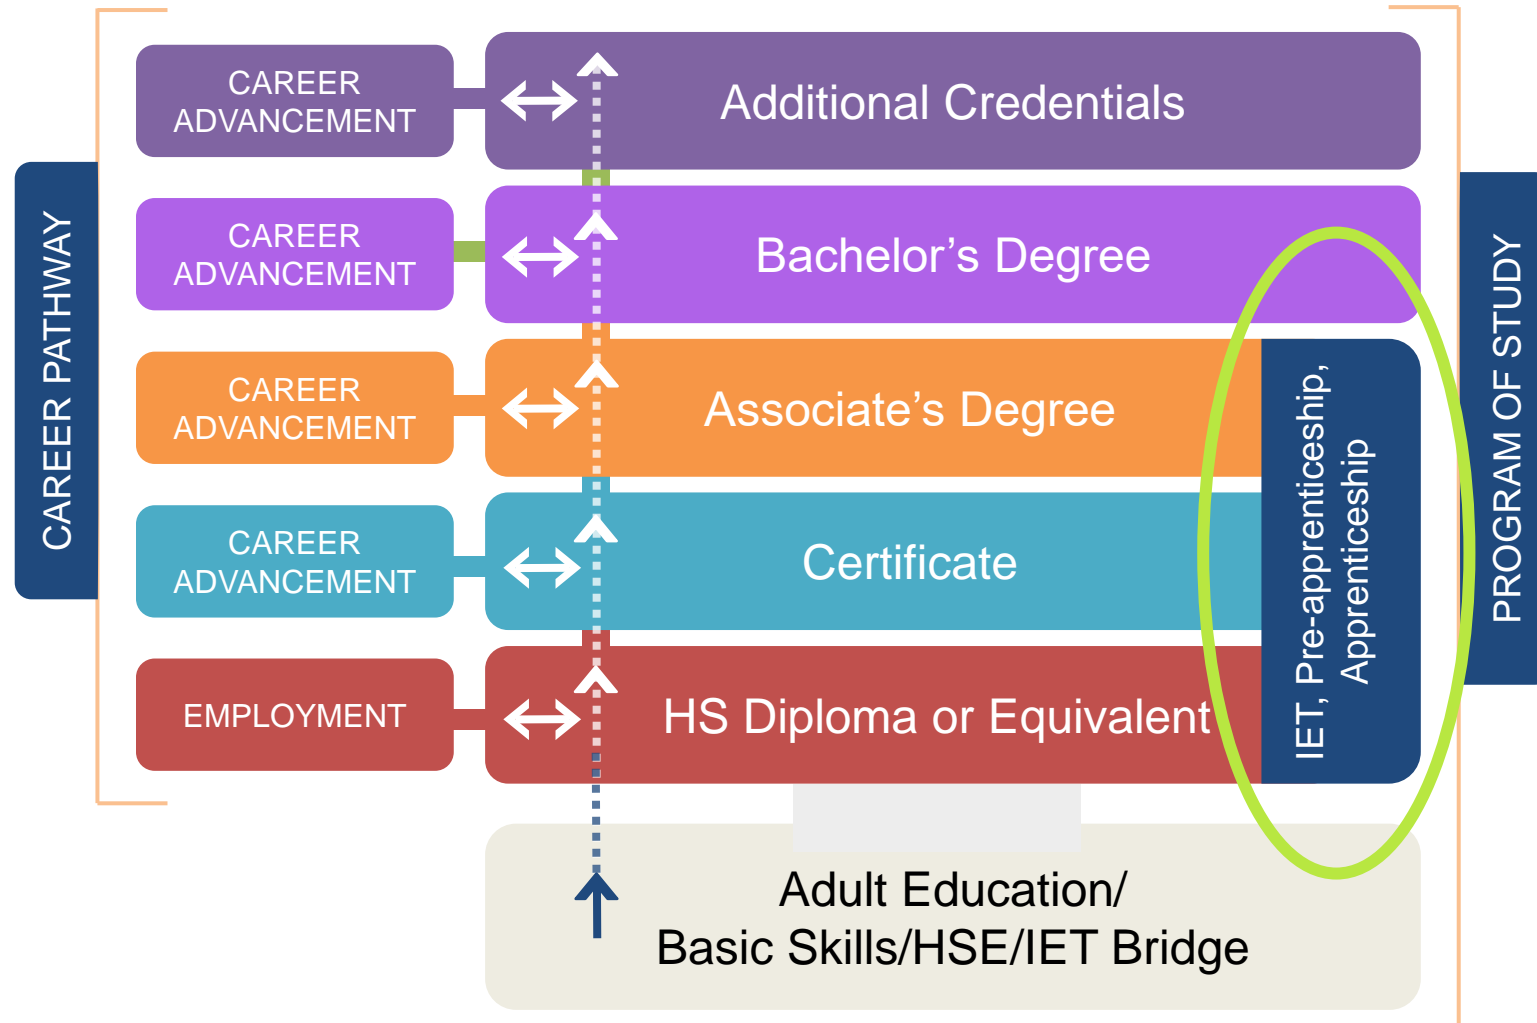 CAREER PATHWAY
CAREER
ADVANCEMENT
Additional Credentials
CAREER
ADVANCEMENT
Bachelor’s Degree
CAREER
ADVANCEMENT
Associate’s Degree
CAREER
ADVANCEMENT
Certificate
EMPLOYMENT
HS Diploma or Equivalent
IET, Pre-apprenticeship,
Apprenticeship
PROGRAM OF STUDY
Adult Education/
Basic Skills/HSE/IET Bridge